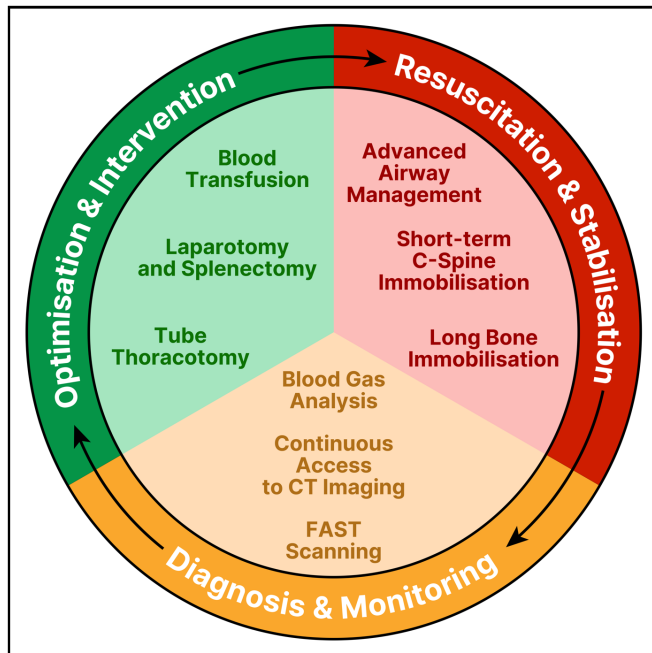 Optimisation & Intervention
Blood
Transfusion
Laparotomy
and Splenectomy
Tube
Thoracotomy
Resuscitation & Stabilisation
Advanced
Airway
Management
Short-term
C-Spine
Immobilisation
Long Bone
Immobilisation
Blood Gas
Analysis
Continuous
Access
to CT Imaging
FAST
Scanning
Diagnosis & Monitoring